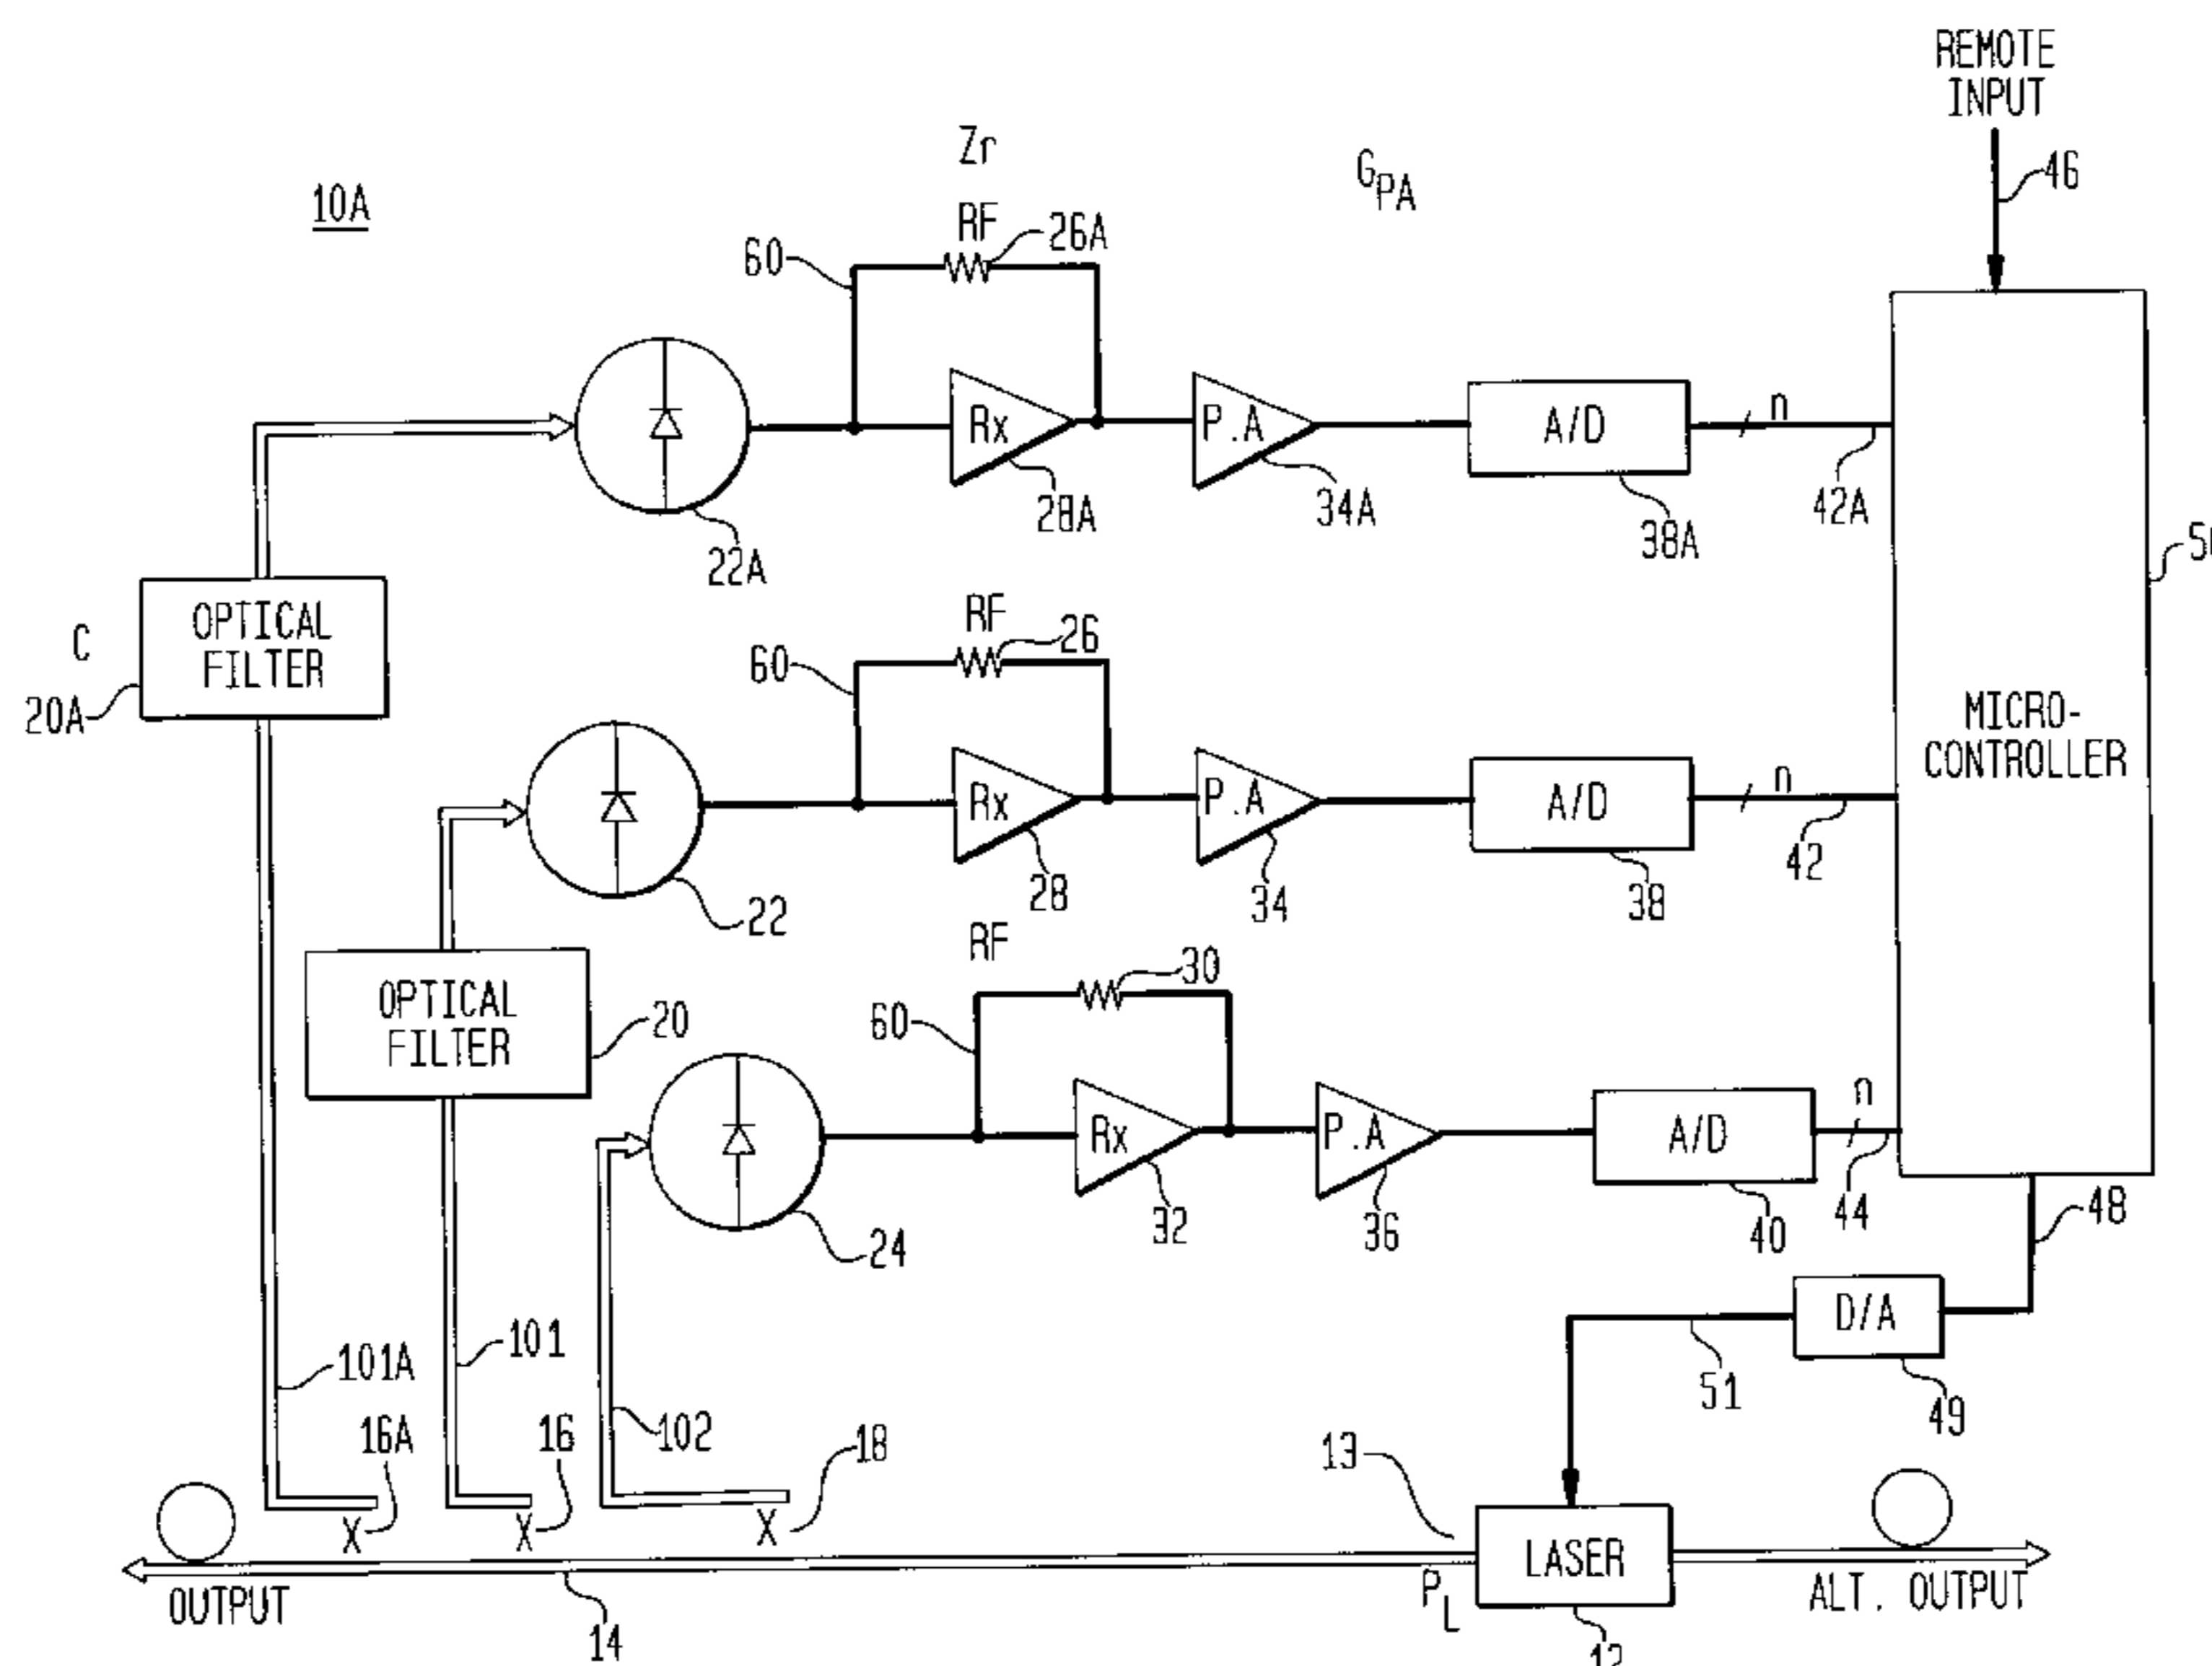 REMOTE
INPUT
46
10A
Zr
G PA
RF
26A
60
Rx
28A
P.A
34A
A/D
38A
n
42A
22A
C
OPTICAL
FILTER
20A
RF
26
60
Rx
28
P.A
34
A/D
38
n
42
MICRO-
CONTROLLER
22
OPTICAL
FILTER
20
RF
30
60
Rx
32
P.A
36
A/D
40
n
44
24
48
D/A
49
51
101A
101
102
16A
16
18
13
LASER
P L
OUTPUT
14
ALT. OUTPUT